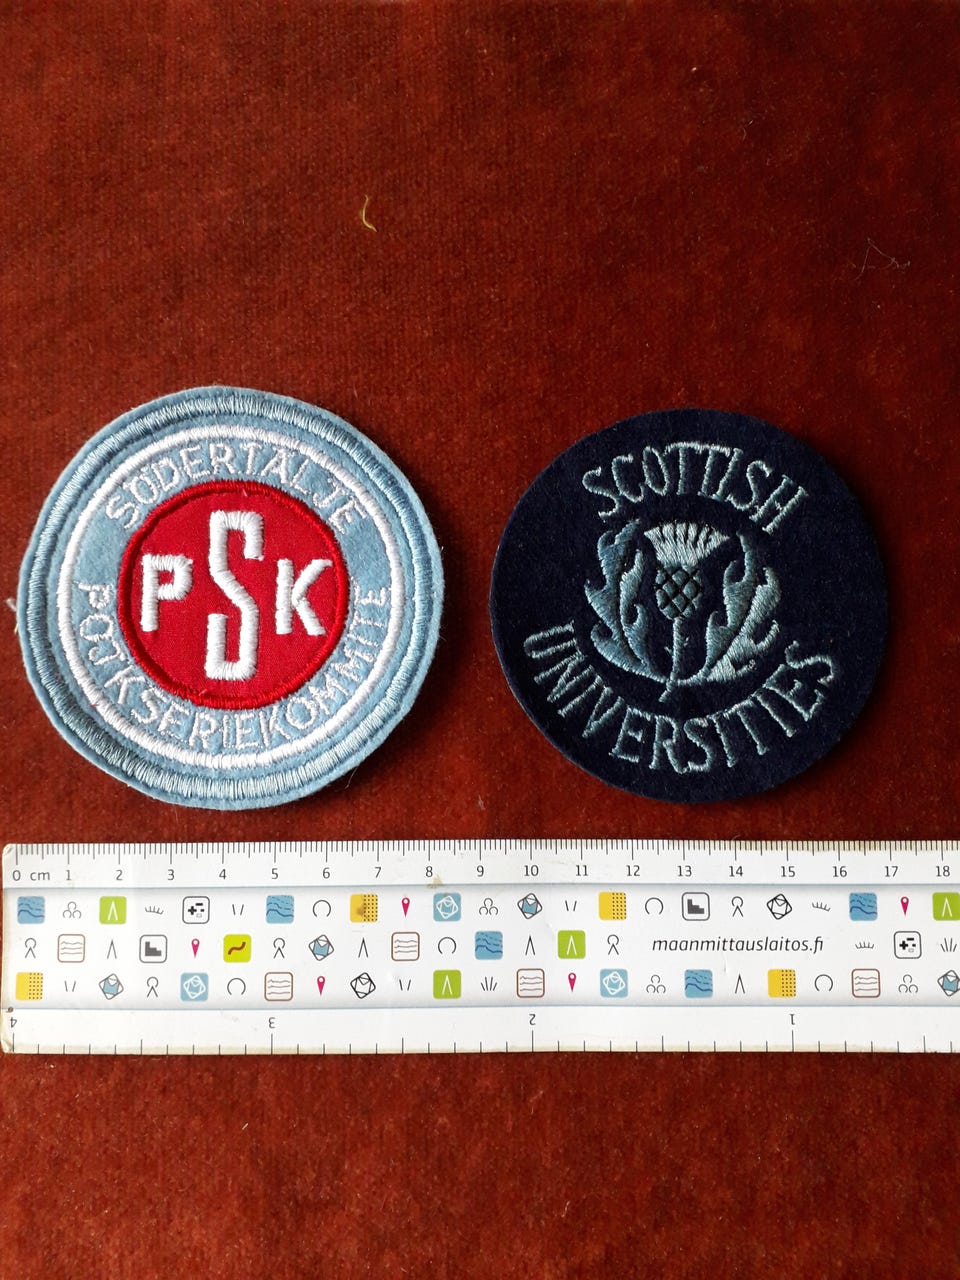 SÖDERTÄLJE
PSK
POJKSERIEKOMMITE
SCOTTISH
UNIVERSITIES
0 cm 1 2 3 4 5 6 7 8 9 10 11 12 13 14 15 16 17 18
maanmittauslaitos.fi
4 3 2 1